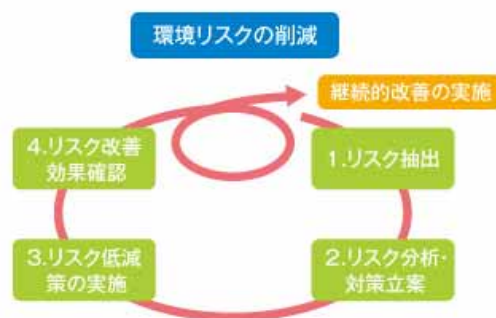 環境リスクの削減
継続的改善の実施
4.リスク改善
効果確認
1.リスク抽出
3.リスク低減
策の実施
2.リスク分析・
対策立案